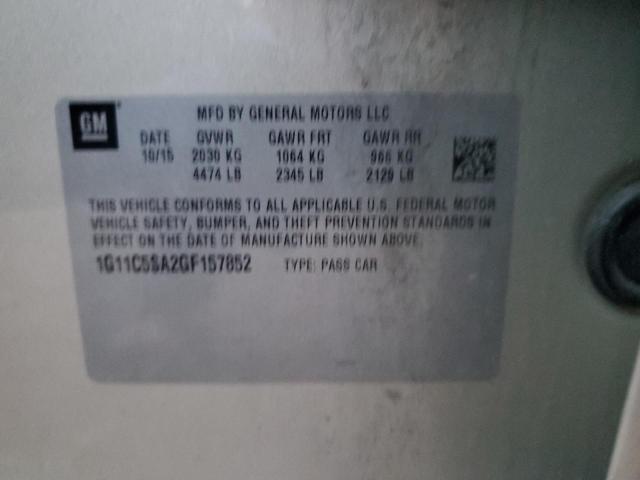 GM
MFD BY GENERAL MOTORS LLC
DATE GVWR GAWR FRT GAWR RR
10/15 2030 KG 1064 KG 966 KG
4474 LB 2345 LB 2129 LB
THIS VEHICLE CONFORMS TO ALL APPLICABLE U.S. FEDERAL MOTOR
VEHICLE SAFETY, BUMPER, AND THEFT PREVENTION STANDARDS IN
EFFECT ON THE DATE OF MANUFACTURE SHOWN ABOVE.
1G11C5SA2GF157852 TYPE: PASS CAR